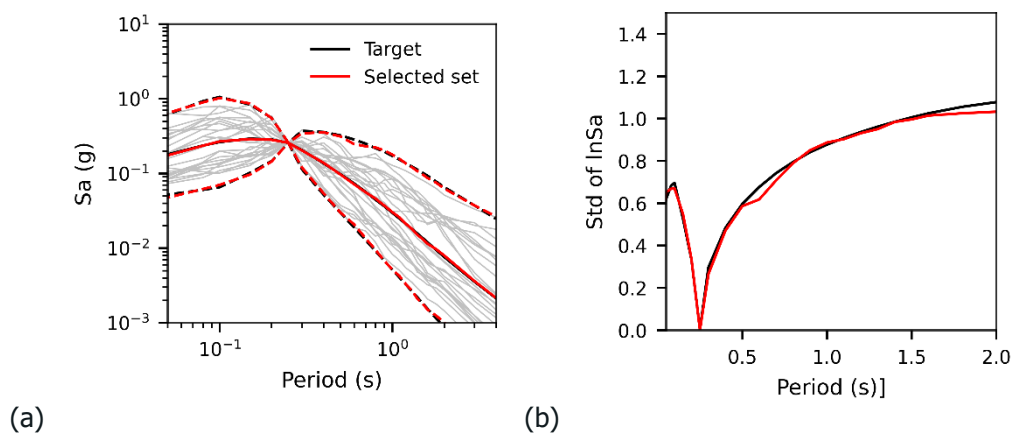 10¹
10⁰
10⁻¹
10⁻²
10⁻³
Sa (g)
Target
Selected set
10⁻¹
10⁰
Period (s)
(a)
1.4
1.2
1.0
0.8
0.6
0.4
0.2
0.0
Std of lnSa
0.5
1.0
1.5
2.0
Period (s)]
(b)